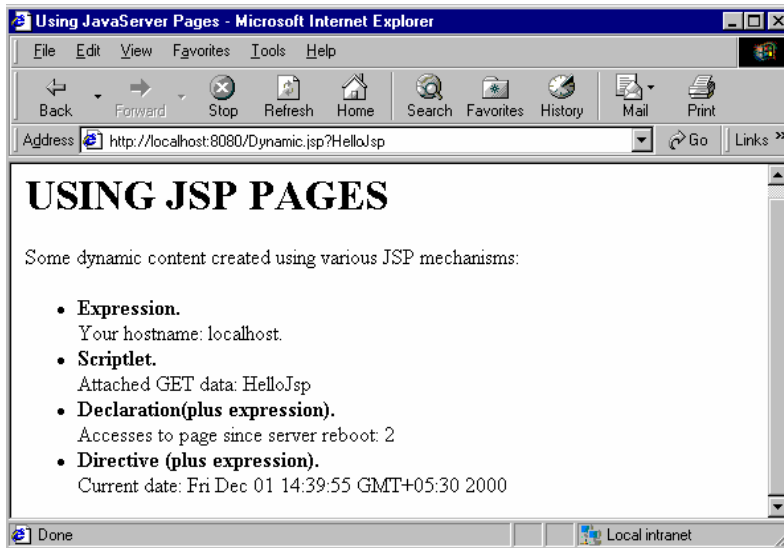 Using JavaServer Pages - Microsoft Internet Explorer
File Edit View Favorites Tools Help
Back Forward Stop Refresh Home Search Favorites History Mail Print
Address http://localhost:8080/Dynamic.jsp?HelloJsp Go Links »
USING JSP PAGES
Some dynamic content created using various JSP mechanisms:
• Expression.
Your hostname: localhost.
• Scriptlet.
Attached GET data: HelloJsp
• Declaration(plus expression).
Accesses to page since server reboot: 2
• Directive (plus expression).
Current date: Fri Dec 01 14:39:55 GMT+05:30 2000
Done Local intranet